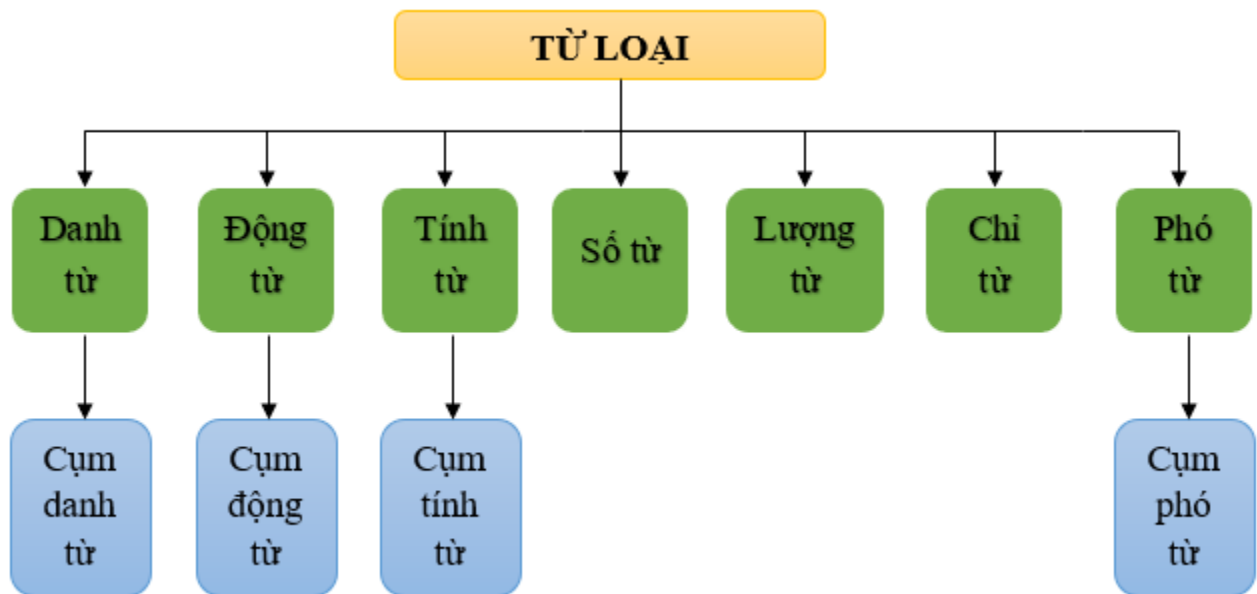 TỪ LOẠI
Danh
từ
Động
từ
Tính
từ
Số từ
Lượng
từ
Chỉ
từ
Phó
từ
Cụm
danh
từ
Cụm
động
từ
Cụm
tính
từ
Cụm
phó
từ